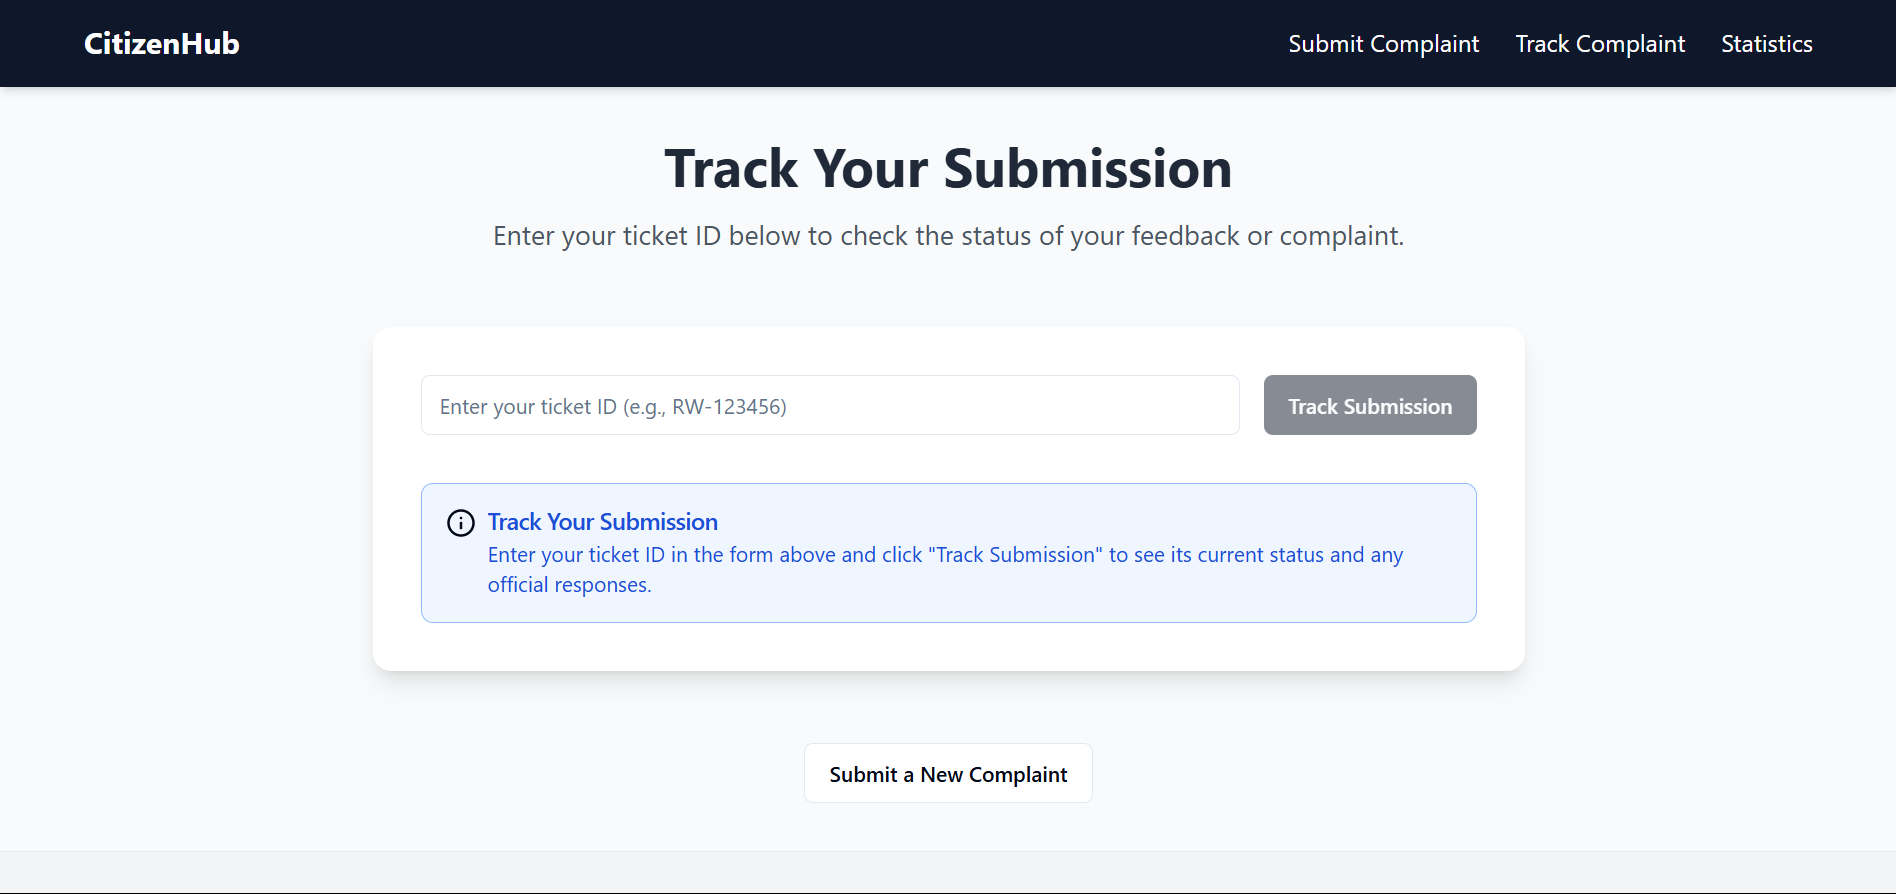 CitizenHub
Submit Complaint
Track Complaint
Statistics
Track Your Submission
Enter your ticket ID below to check the status of your feedback or complaint.
Enter your ticket ID (e.g., RW-123456)
Track Submission
Track Your Submission
Enter your ticket ID in the form above and click "Track Submission" to see its current status and any
official responses.
Submit a New Complaint